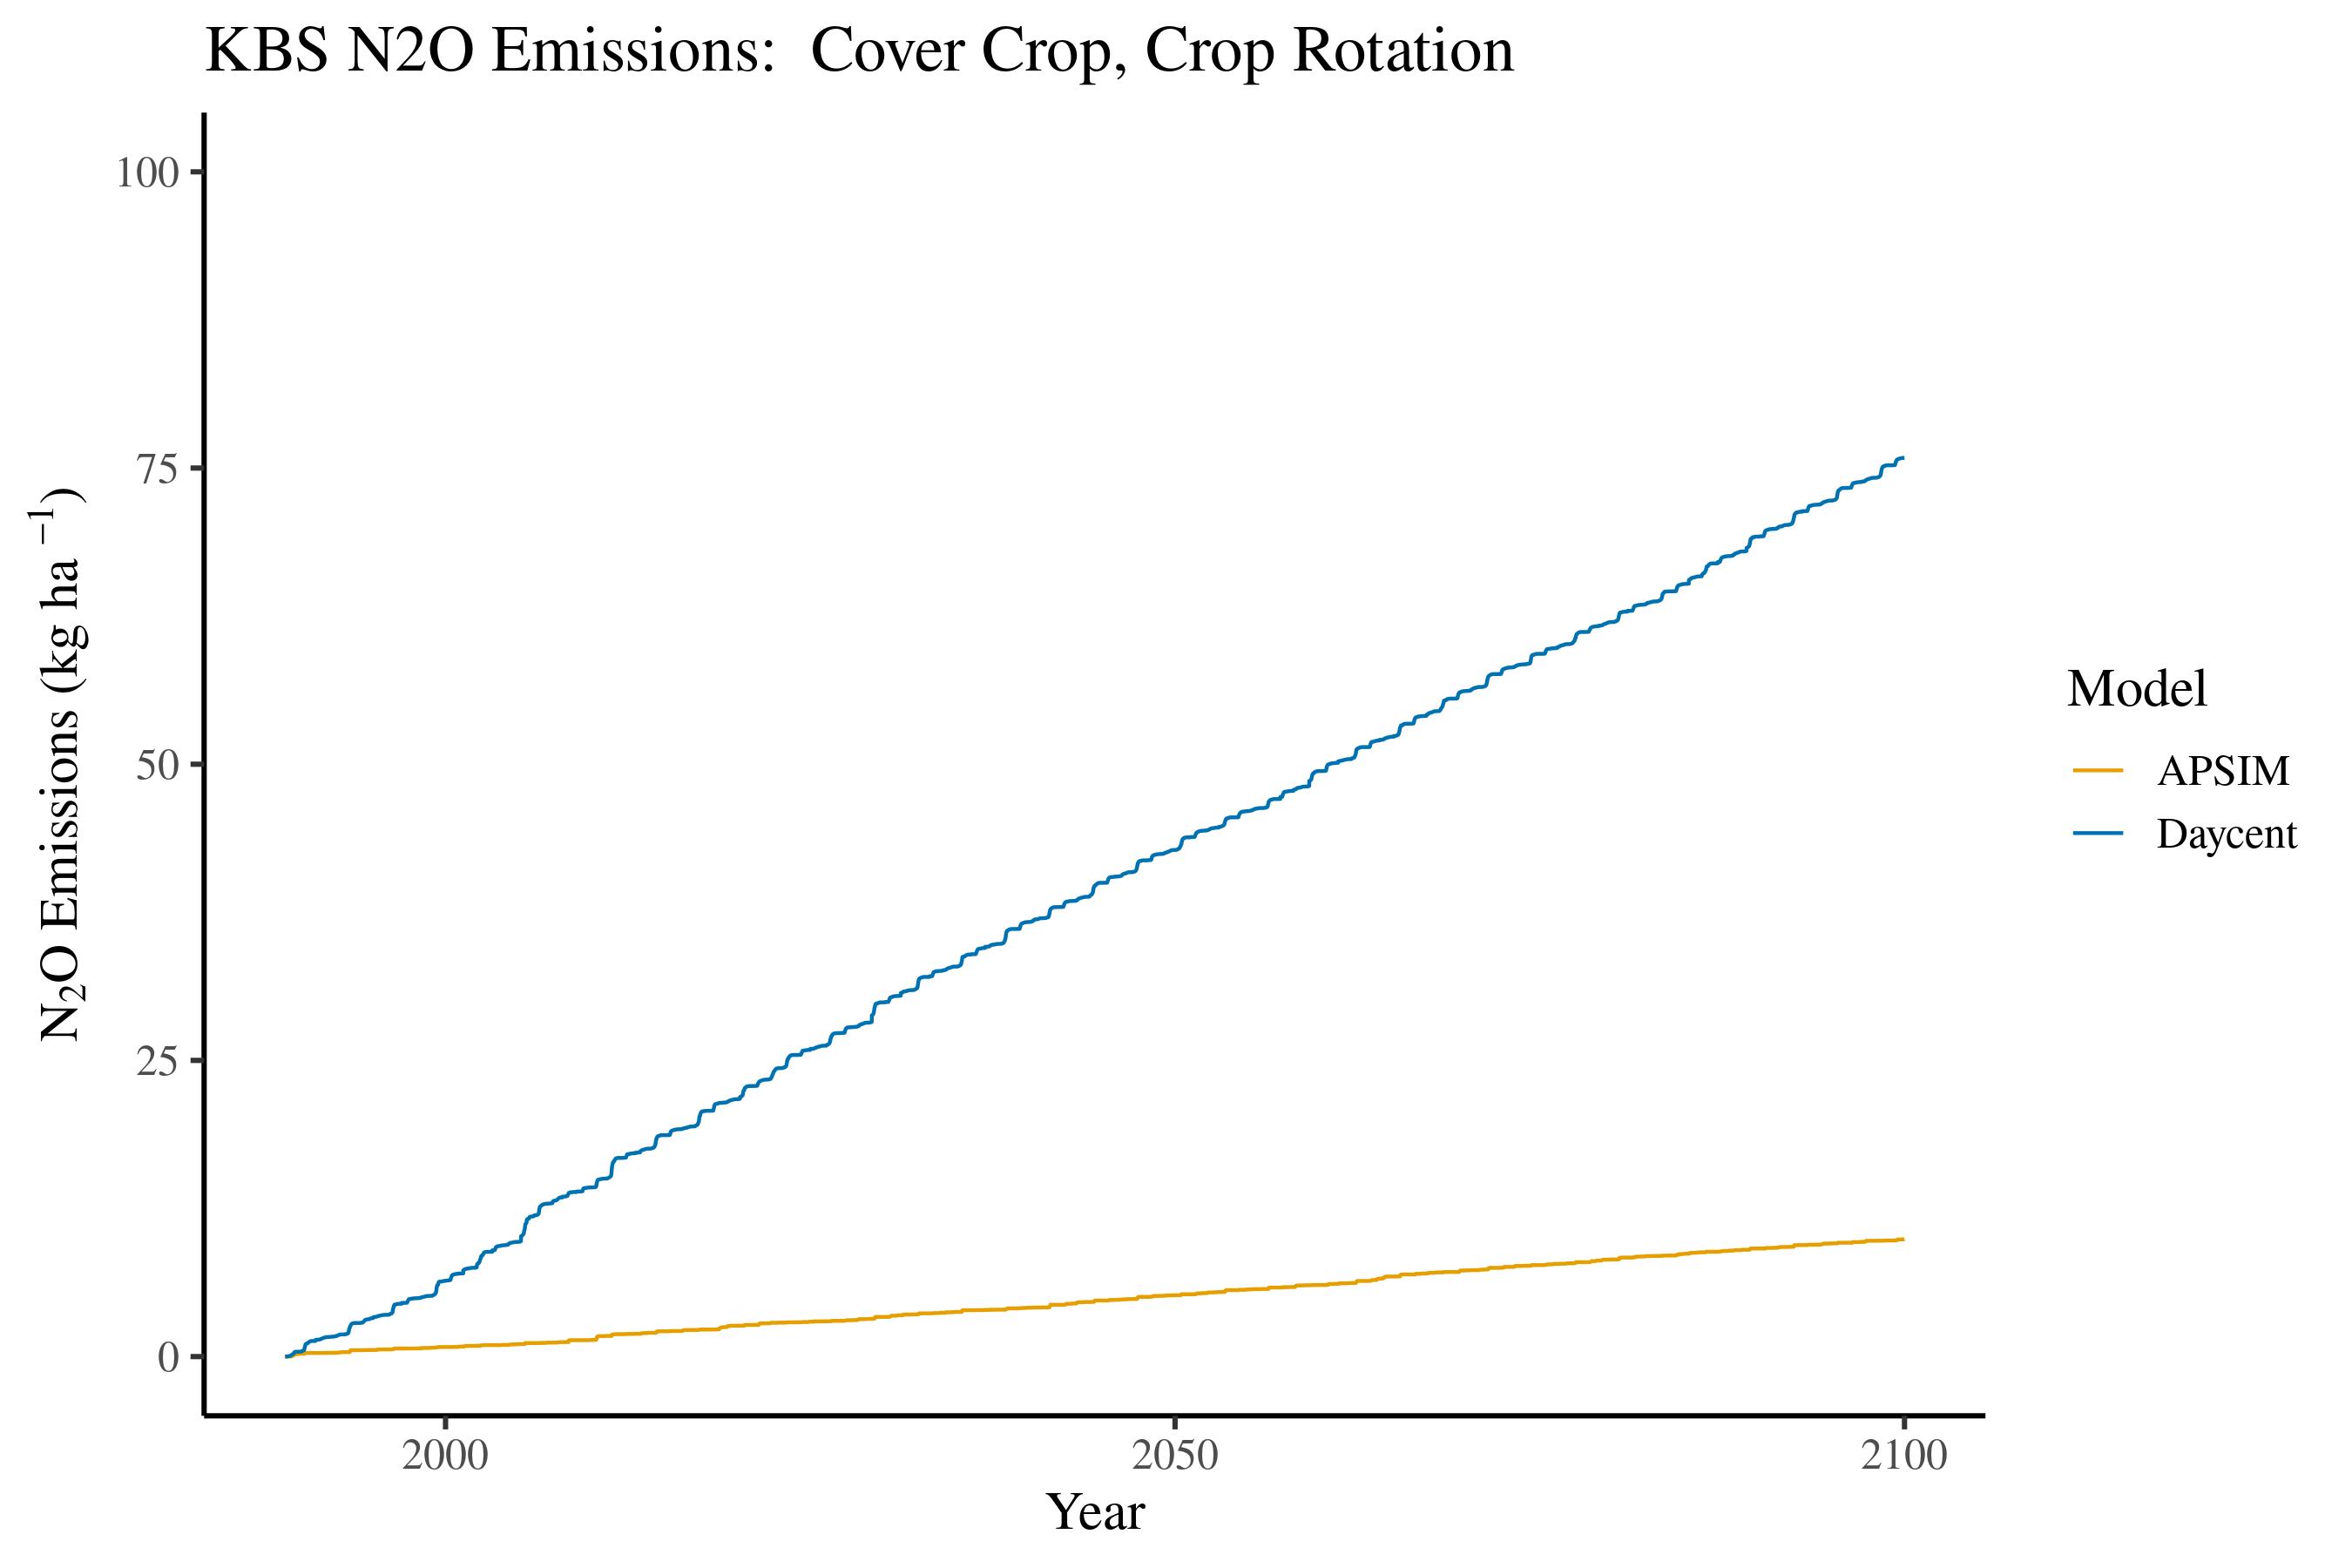 KBS N2O Emissions:  Cover Crop, Crop Rotation
N₂O Emissions (kg ha ⁻¹)
100
75
50
25
0
2000
2050
2100
Year
Model
APSIM
Daycent